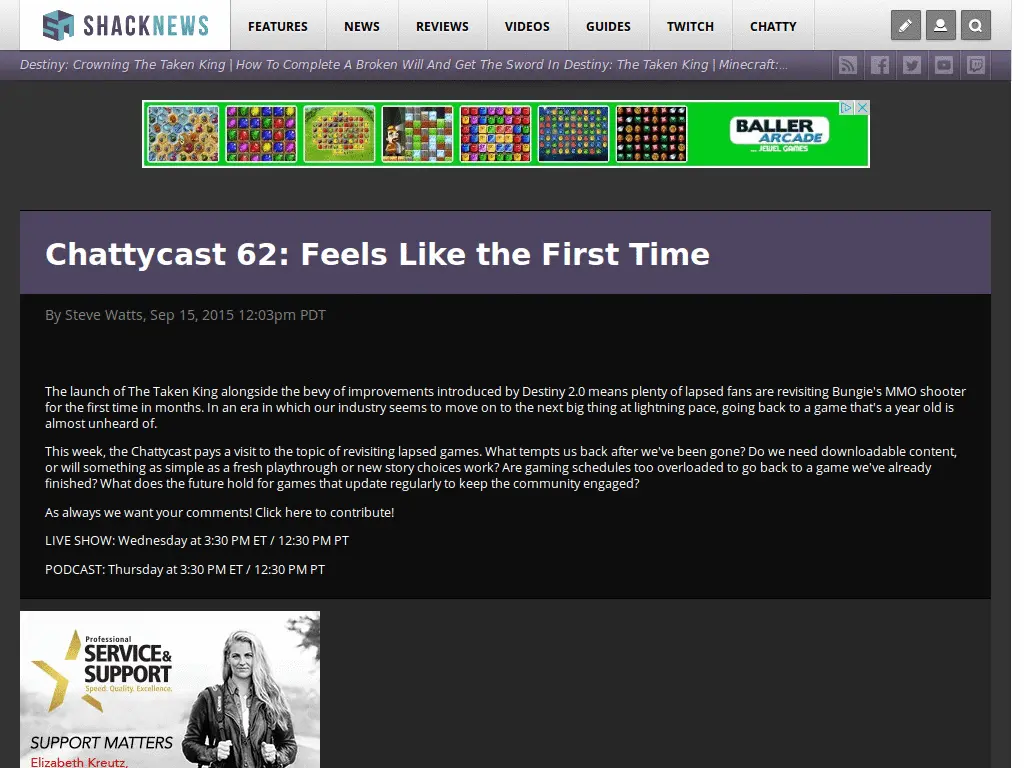 SHACKNEWS
FEATURES NEWS REVIEWS VIDEOS GUIDES TWITCH CHATTY
Destiny: Crowning The Taken King | How To Complete A Broken Will And Get The Sword In Destiny: The Taken King | Minecraft:...
BALLER
ARCADE
... JEWEL GAMES
Chattycast 62: Feels Like the First Time
By Steve Watts, Sep 15, 2015 12:03pm PDT
The launch of The Taken King alongside the bevy of improvements introduced by Destiny 2.0 means plenty of lapsed fans are revisiting Bungie's MMO shooter
for the first time in months. In an era in which our industry seems to move on to the next big thing at lightning pace, going back to a game that's a year old is
almost unheard of.
This week, the Chattycast pays a visit to the topic of revisiting lapsed games. What tempts us back after we've been gone? Do we need downloadable content,
or will something as simple as a fresh playthrough or new story choices work? Are gaming schedules too overloaded to go back to a game we've already
finished? What does the future hold for games that update regularly to keep the community engaged?
As always we want your comments! Click here to contribute!
LIVE SHOW: Wednesday at 3:30 PM ET / 12:30 PM PT
PODCAST: Thursday at 3:30 PM ET / 12:30 PM PT
Professional
SERVICE&
SUPPORT
Speed. Quality. Excellence.
SUPPORT MATTERS
Elizabeth Kreutz,